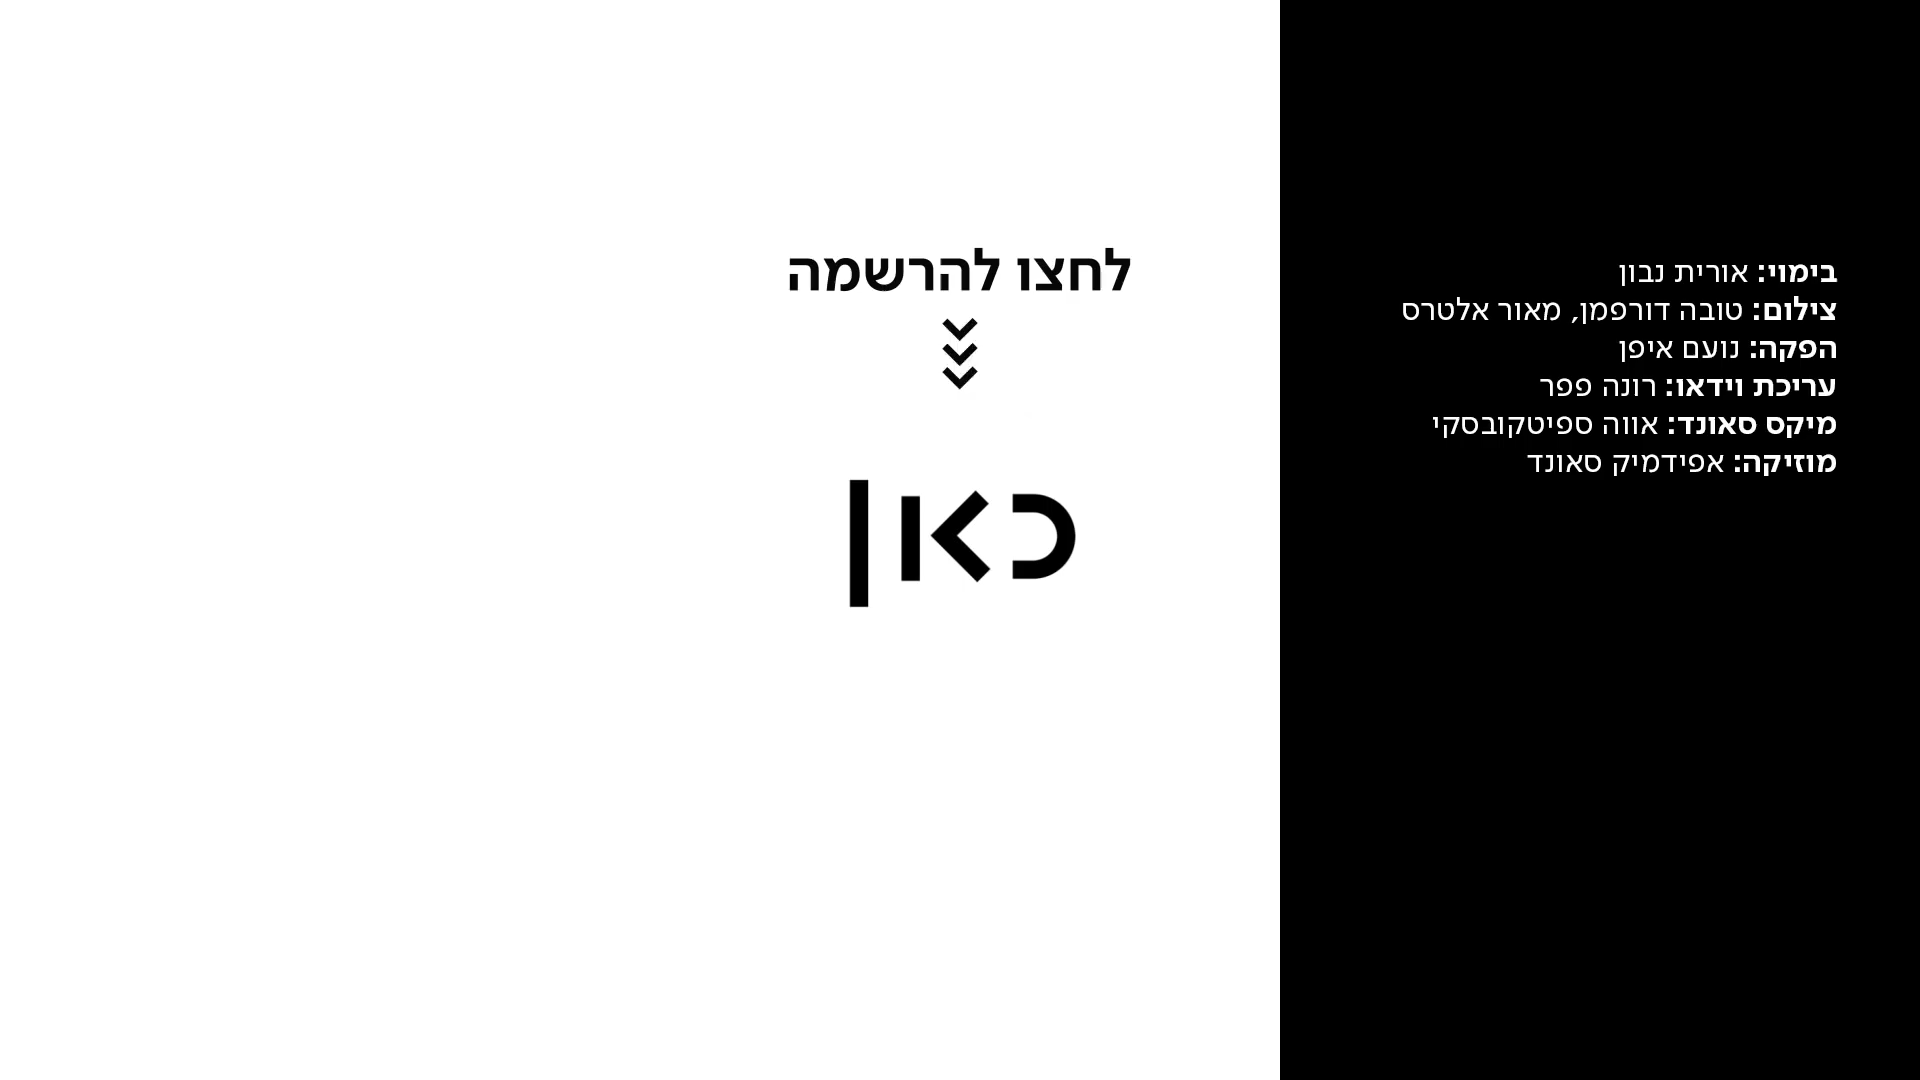 לחצו להרשמה
כאן
בימוי: אורית נבון
צילום: טובה דורפמן, מאור אלטרס
הפקה: נועם איפן
עריכת וידאו: רונה פפר
מיקס סאונד: אווה ספיטקובסקי
מוזיקה: אפידמיק סאונד